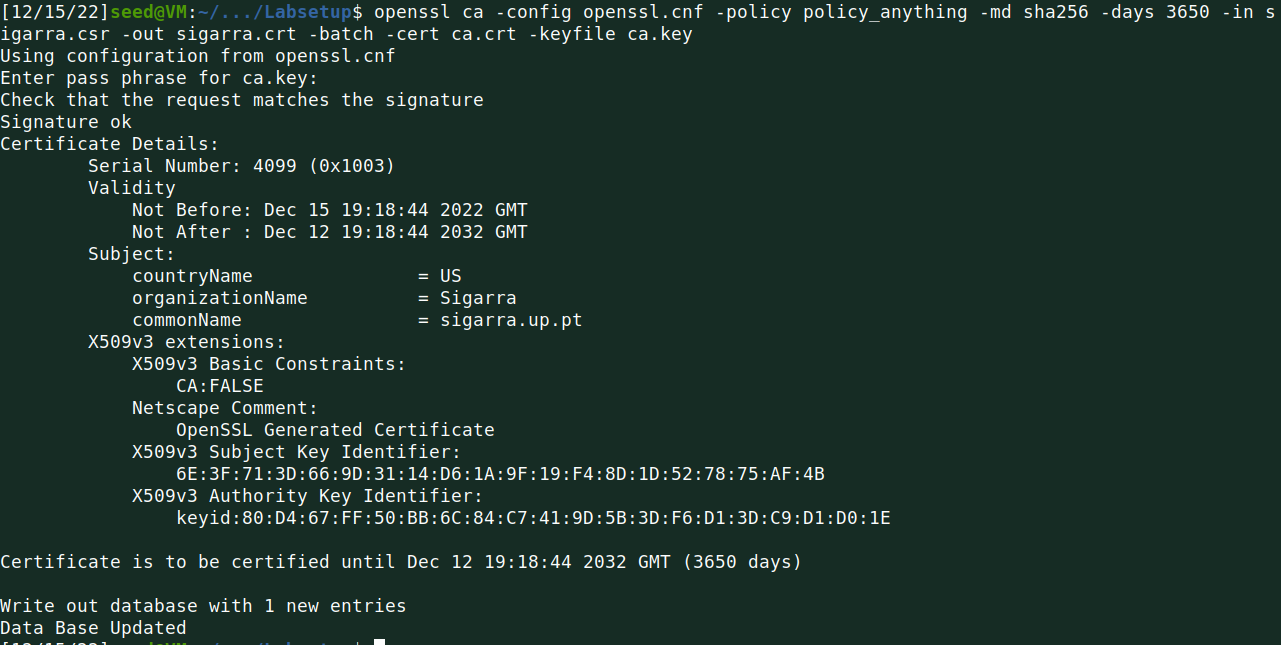 [12/15/22]seed@VM:~/.../Labsetup$ openssl ca -config openssl.cnf -policy policy_anything -md sha256 -days 3650 -in s
igarra.csr -out sigarra.crt -batch -cert ca.crt -keyfile ca.key
Using configuration from openssl.cnf
Enter pass phrase for ca.key:
Check that the request matches the signature
Signature ok
Certificate Details:
        Serial Number: 4099 (0x1003)
        Validity
            Not Before: Dec 15 19:18:44 2022 GMT
            Not After : Dec 12 19:18:44 2032 GMT
        Subject:
            countryName               = US
            organizationName          = Sigarra
            commonName                = sigarra.up.pt
        X509v3 extensions:
            X509v3 Basic Constraints:
                CA:FALSE
            Netscape Comment:
                OpenSSL Generated Certificate
            X509v3 Subject Key Identifier:
                6E:3F:71:3D:66:9D:31:14:D6:1A:9F:19:F4:8D:1D:52:78:75:AF:4B
            X509v3 Authority Key Identifier:
                keyid:80:D4:67:FF:50:BB:6C:84:C7:41:9D:5B:3D:F6:D1:3D:C9:D1:D0:1E

Certificate is to be certified until Dec 12 19:18:44 2032 GMT (3650 days)

Write out database with 1 new entries
Data Base Updated